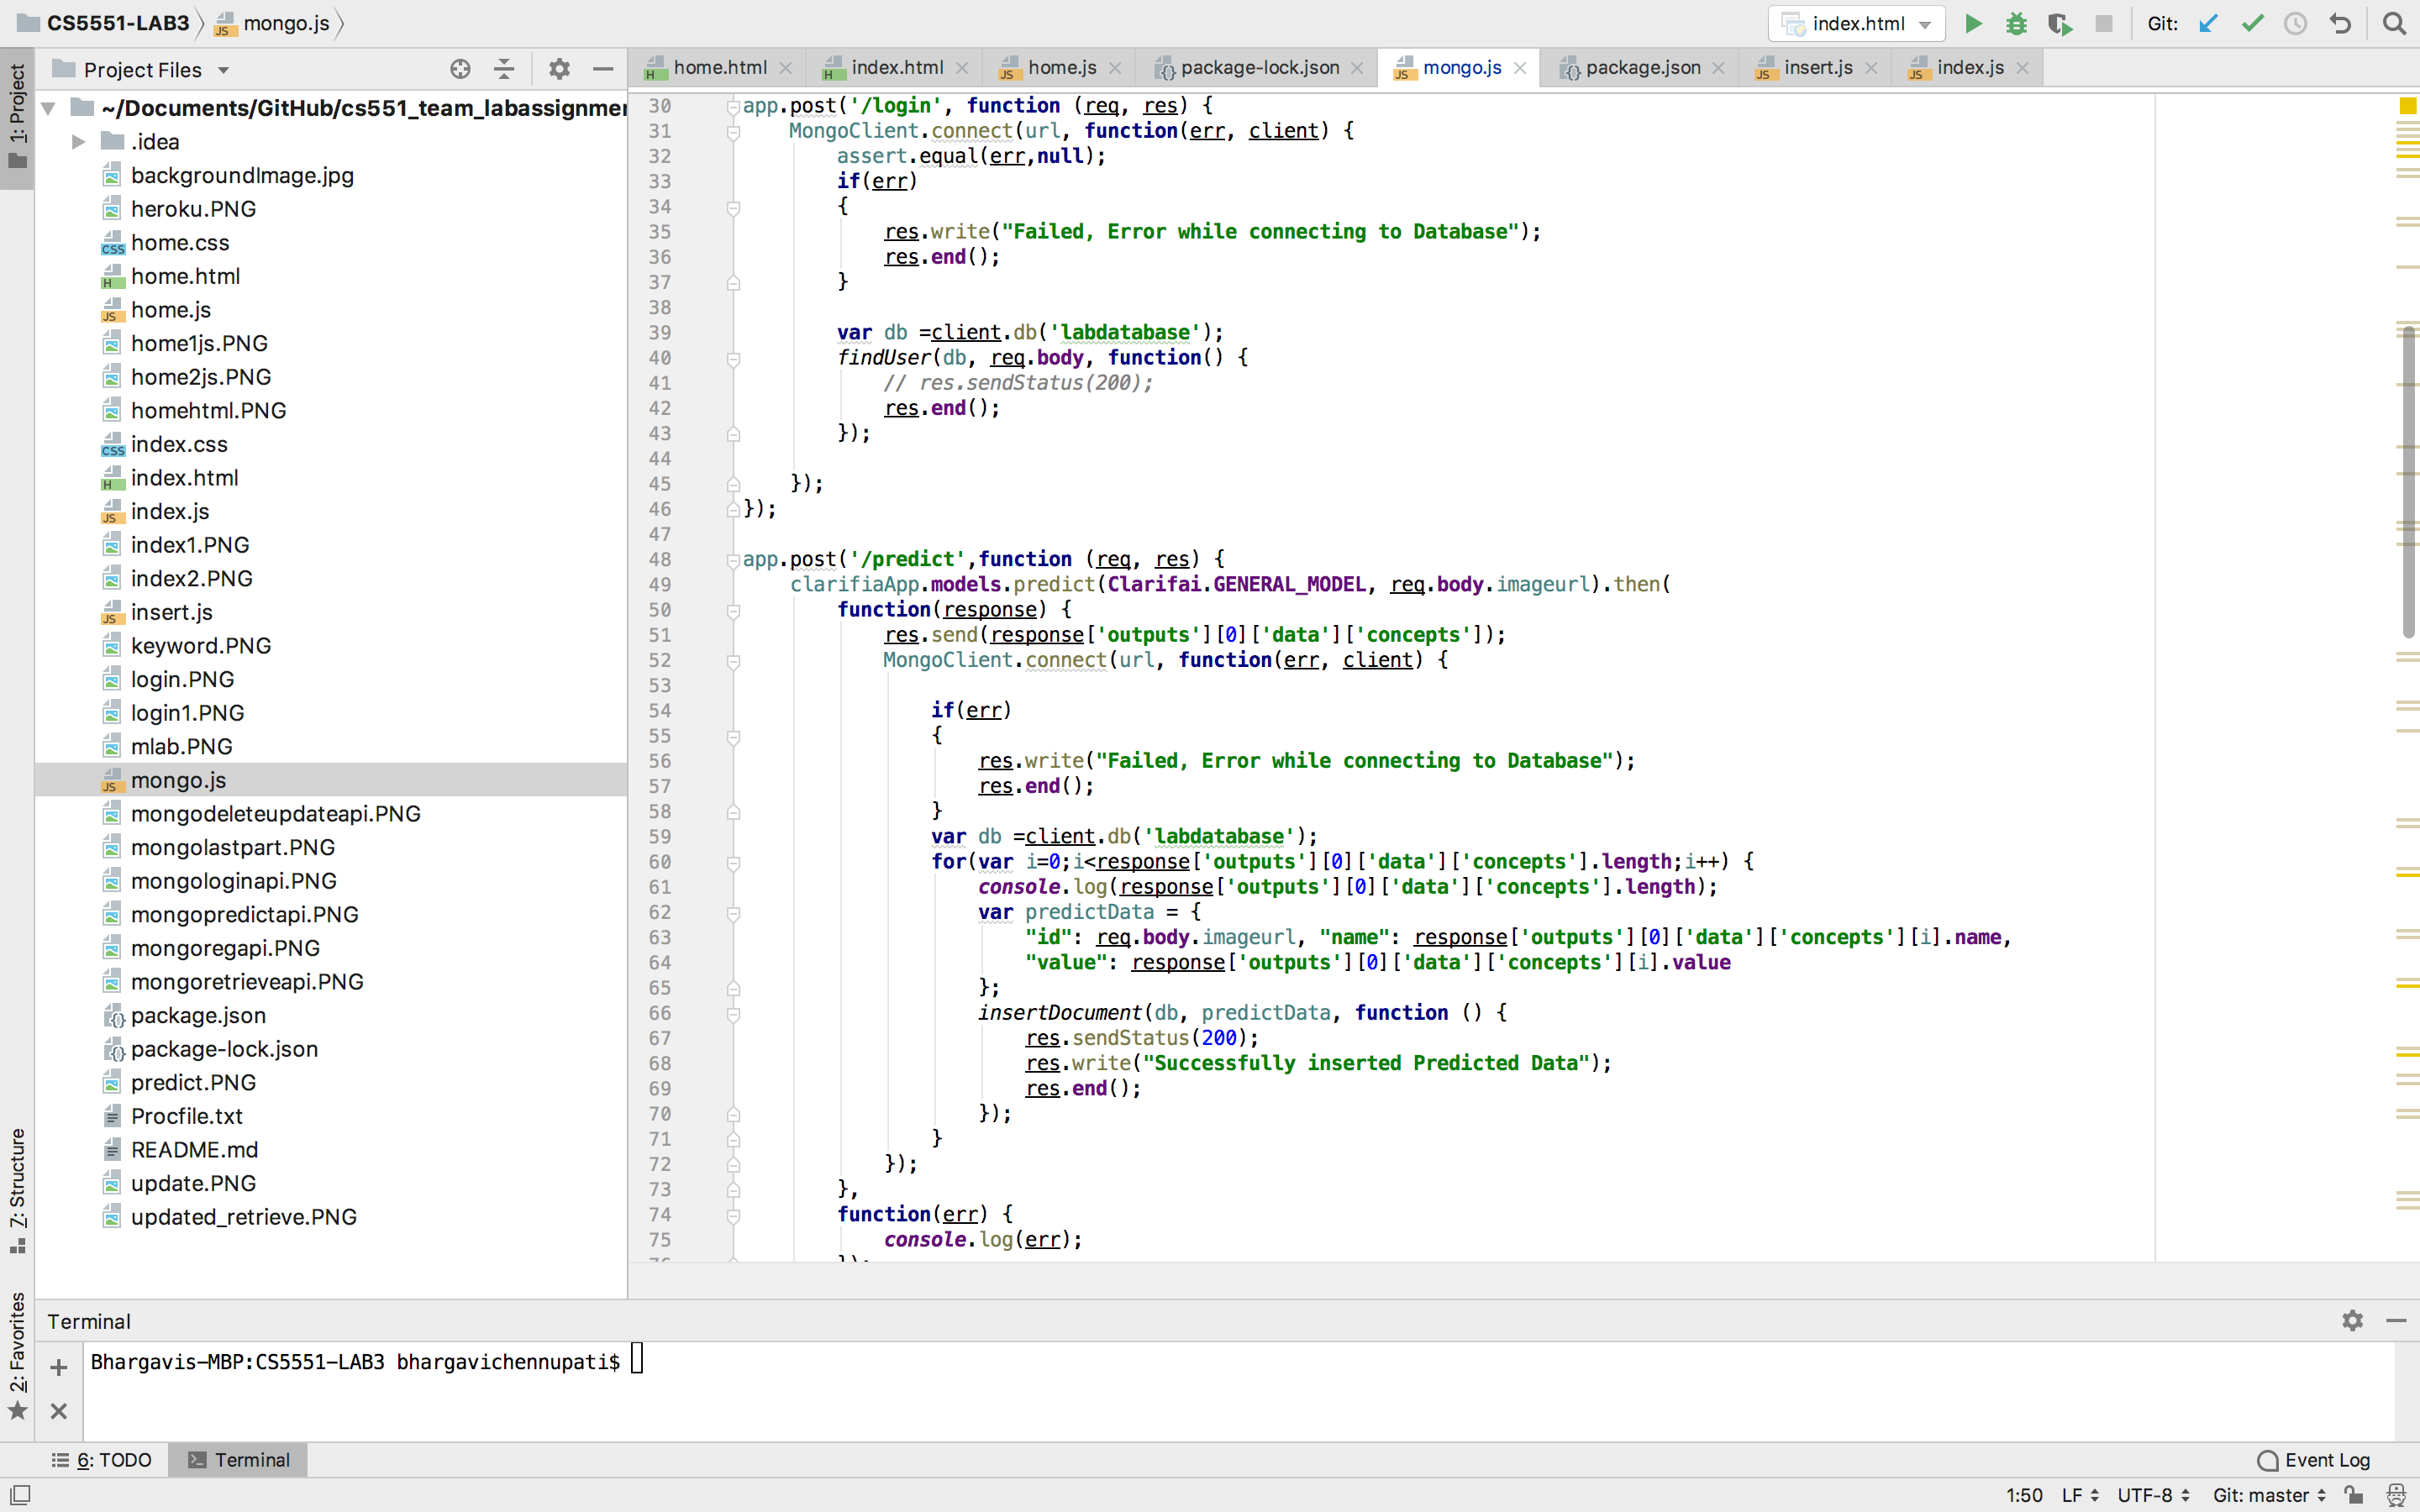 CS5551-LAB3 mongo.js
index.html
Git:
1: Project
Project Files
home.html index.html home.js package-lock.json mongo.js package.json insert.js index.js
~/Documents/GitHub/cs551_team_labassignmen
.idea
backgroundImage.jpg
heroku.PNG
home.css
home.html
home.js
home1js.PNG
home2js.PNG
homehtml.PNG
index.css
index.html
index.js
index1.PNG
index2.PNG
insert.js
keyword.PNG
login.PNG
login1.PNG
mlab.PNG
mongo.js
mongodeleteupdateapi.PNG
mongolastpart.PNG
mongologinapi.PNG
mongopredictapi.PNG
mongoregapi.PNG
mongoretrieveapi.PNG
package.json
package-lock.json
predict.PNG
Procfile.txt
README.md
update.PNG
updated_retrieve.PNG
7: Structure
2: Favorites
30 app.post('/login', function (req, res) {
31 MongoClient.connect(url, function(err, client) {
32 assert.equal(err,null);
33 if(err)
34 {
35 res.write("Failed, Error while connecting to Database");
36 res.end();
37 }
38
39 var db =client.db('labdatabase');
40 findUser(db, req.body, function() {
41 // res.sendStatus(200);
42 res.end();
43 });
44
45 });
46 });
47
48 app.post('/predict',function (req, res) {
49 clarifiaApp.models.predict(Clarifai.GENERAL_MODEL, req.body.imageurl).then(
50 function(response) {
51 res.send(response['outputs'][0]['data']['concepts']);
52 MongoClient.connect(url, function(err, client) {
53
54 if(err)
55 {
56 res.write("Failed, Error while connecting to Database");
57 res.end();
58 }
59 var db =client.db('labdatabase');
60 for(var i=0;i<response['outputs'][0]['data']['concepts'].length;i++) {
61 console.log(response['outputs'][0]['data']['concepts'].length);
62 var predictData = {
63 "id": req.body.imageurl, "name": response['outputs'][0]['data']['concepts'][i].name,
64 "value": response['outputs'][0]['data']['concepts'][i].value
65 };
66 insertDocument(db, predictData, function () {
67 res.sendStatus(200);
68 res.write("Successfully inserted Predicted Data");
69 res.end();
70 });
71 }
72 });
73 },
74 function(err) {
75 console.log(err);
Terminal
Bhargavis-MBP:CS5551-LAB3 bhargavichennupati$
6: TODO Terminal Event Log
1:50 LF UTF-8 Git: master